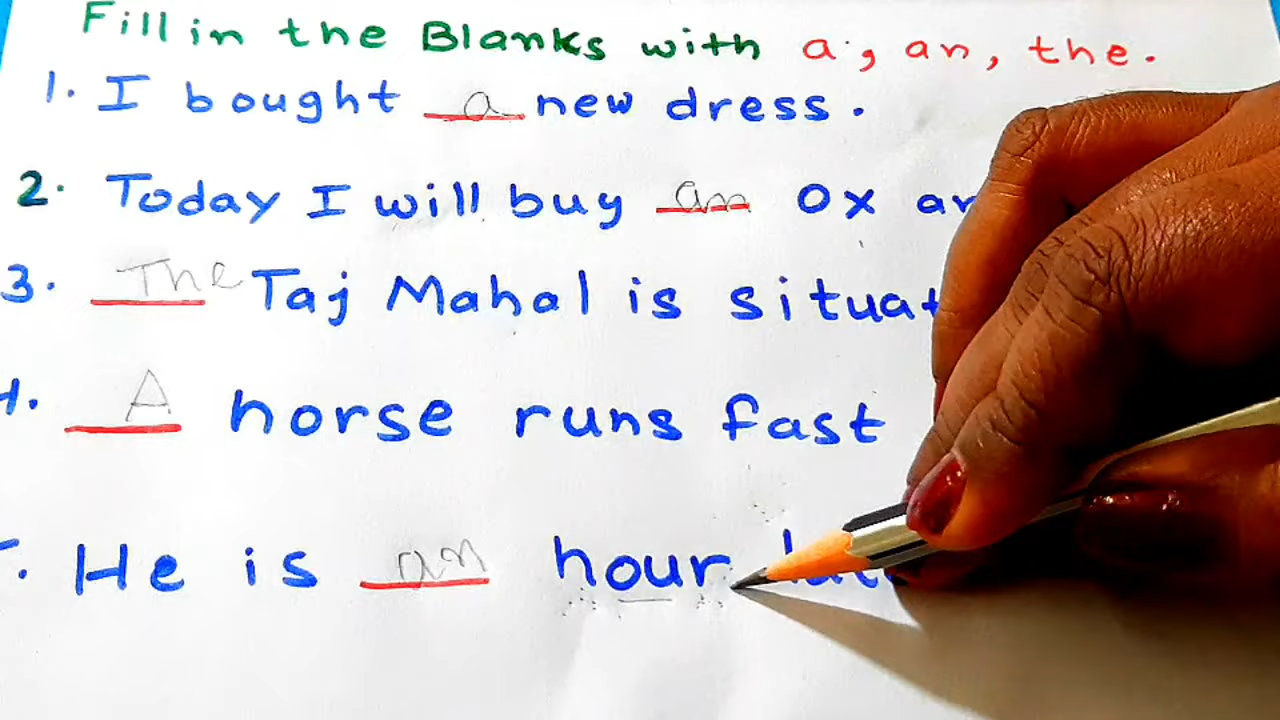 Fill in the Blanks with a, an, the.
1. I bought a new dress.
2. Today I will buy an Ox
3. The Taj Mahal is
4. A horse runs fast
5. He is an hour